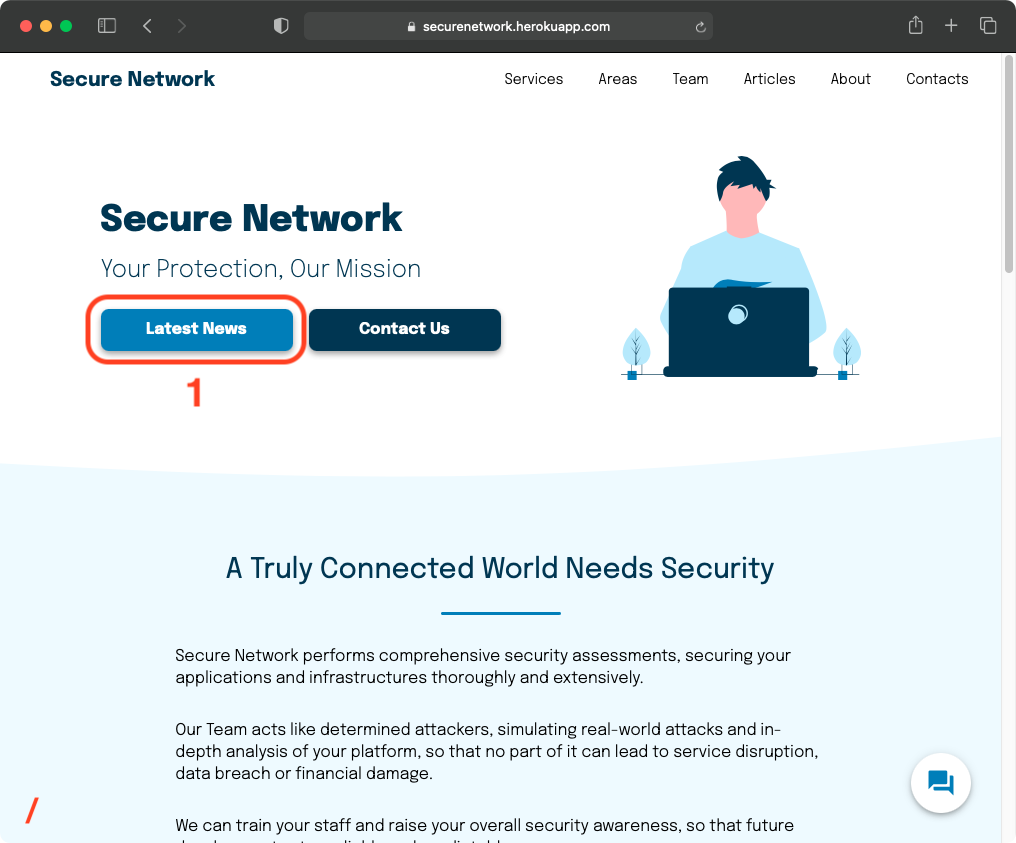 securenetwork.herokuapp.com
Secure Network
Services Areas Team Articles About Contacts
Secure Network
Your Protection, Our Mission
Latest News
Contact Us
1
A Truly Connected World Needs Security
Secure Network performs comprehensive security assessments, securing your
applications and infrastructures thoroughly and extensively.
Our Team acts like determined attackers, simulating real-world attacks and in-
depth analysis of your platform, so that no part of it can lead to service disruption,
data breach or financial damage.
/
We can train your staff and raise your overall security awareness, so that future